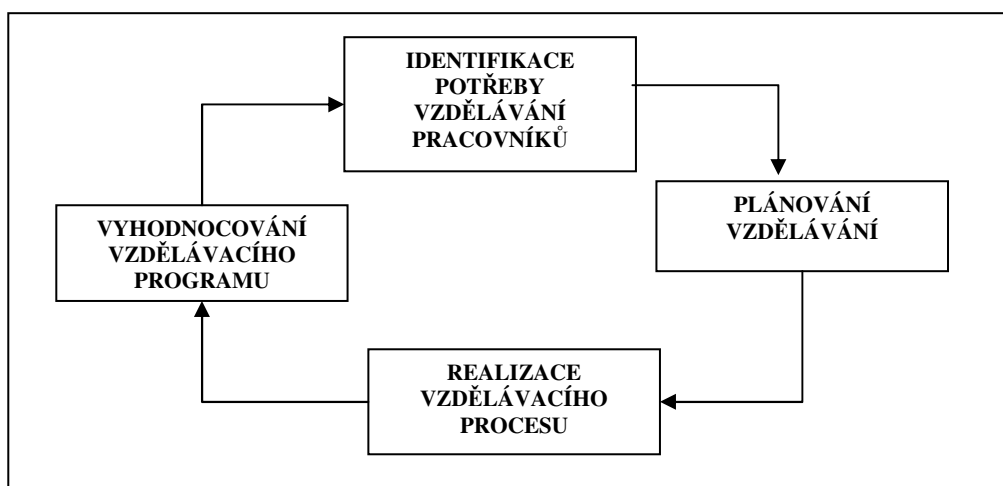 IDENTIFIKACE
POTŘEBY
VZDĚLÁVÁNÍ
PRACOVNÍKŮ
PLÁNOVÁNÍ
VZDĚLÁVÁNÍ
REALIZACE
VZDĚLÁVACÍHO
PROCESU
VYHODNOCOVÁNÍ
VZDĚLÁVACÍHO
PROGRAMU